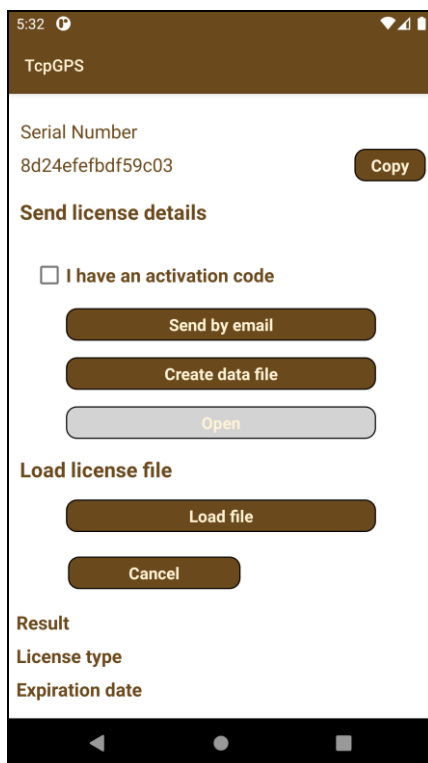 5:32
TcpGPS
Serial Number
8d24efefbdf59c03
Copy
Send license details
I have an activation code
Send by email
Create data file
Open
Load license file
Load file
Cancel
Result
License type
Expiration date